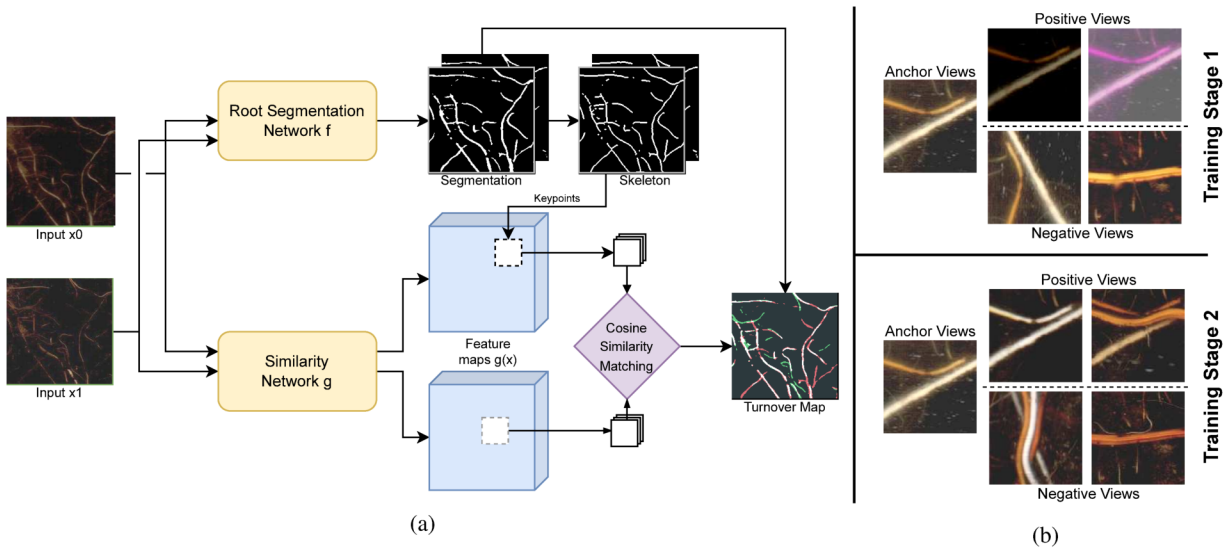 Input x0
Input x1
Root Segmentation
Network f
Similarity
Network g
Segmentation
Skeleton
Keypoints
Feature
maps g(x)
Cosine
Similarity
Matching
Turnover Map
(a)
Positive Views
Anchor Views
Negative Views
Training Stage 1
Positive Views
Anchor Views
Negative Views
Training Stage 2
(b)